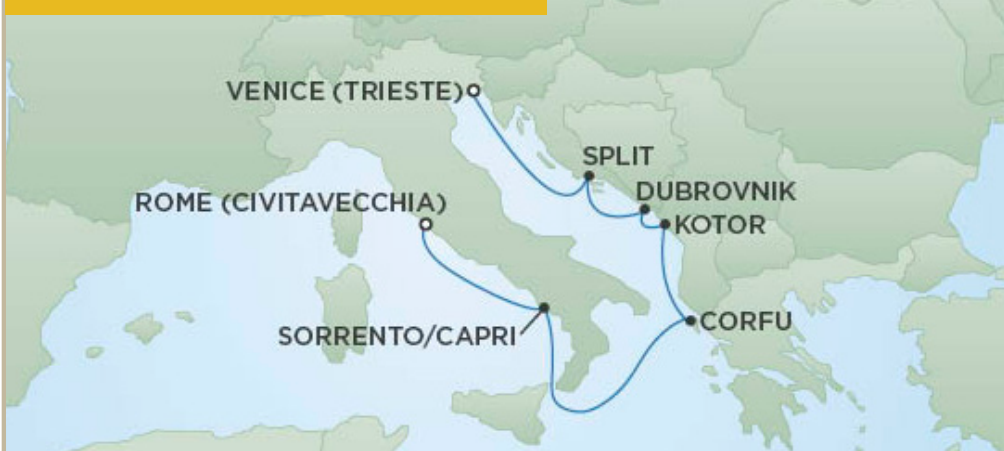 VENICE (TRIESTE)
SPLIT
DUBROVNIK
ROME (CIVITAVECCHIA)
KOTOR
CORFU
SORRENTO/CAPRI